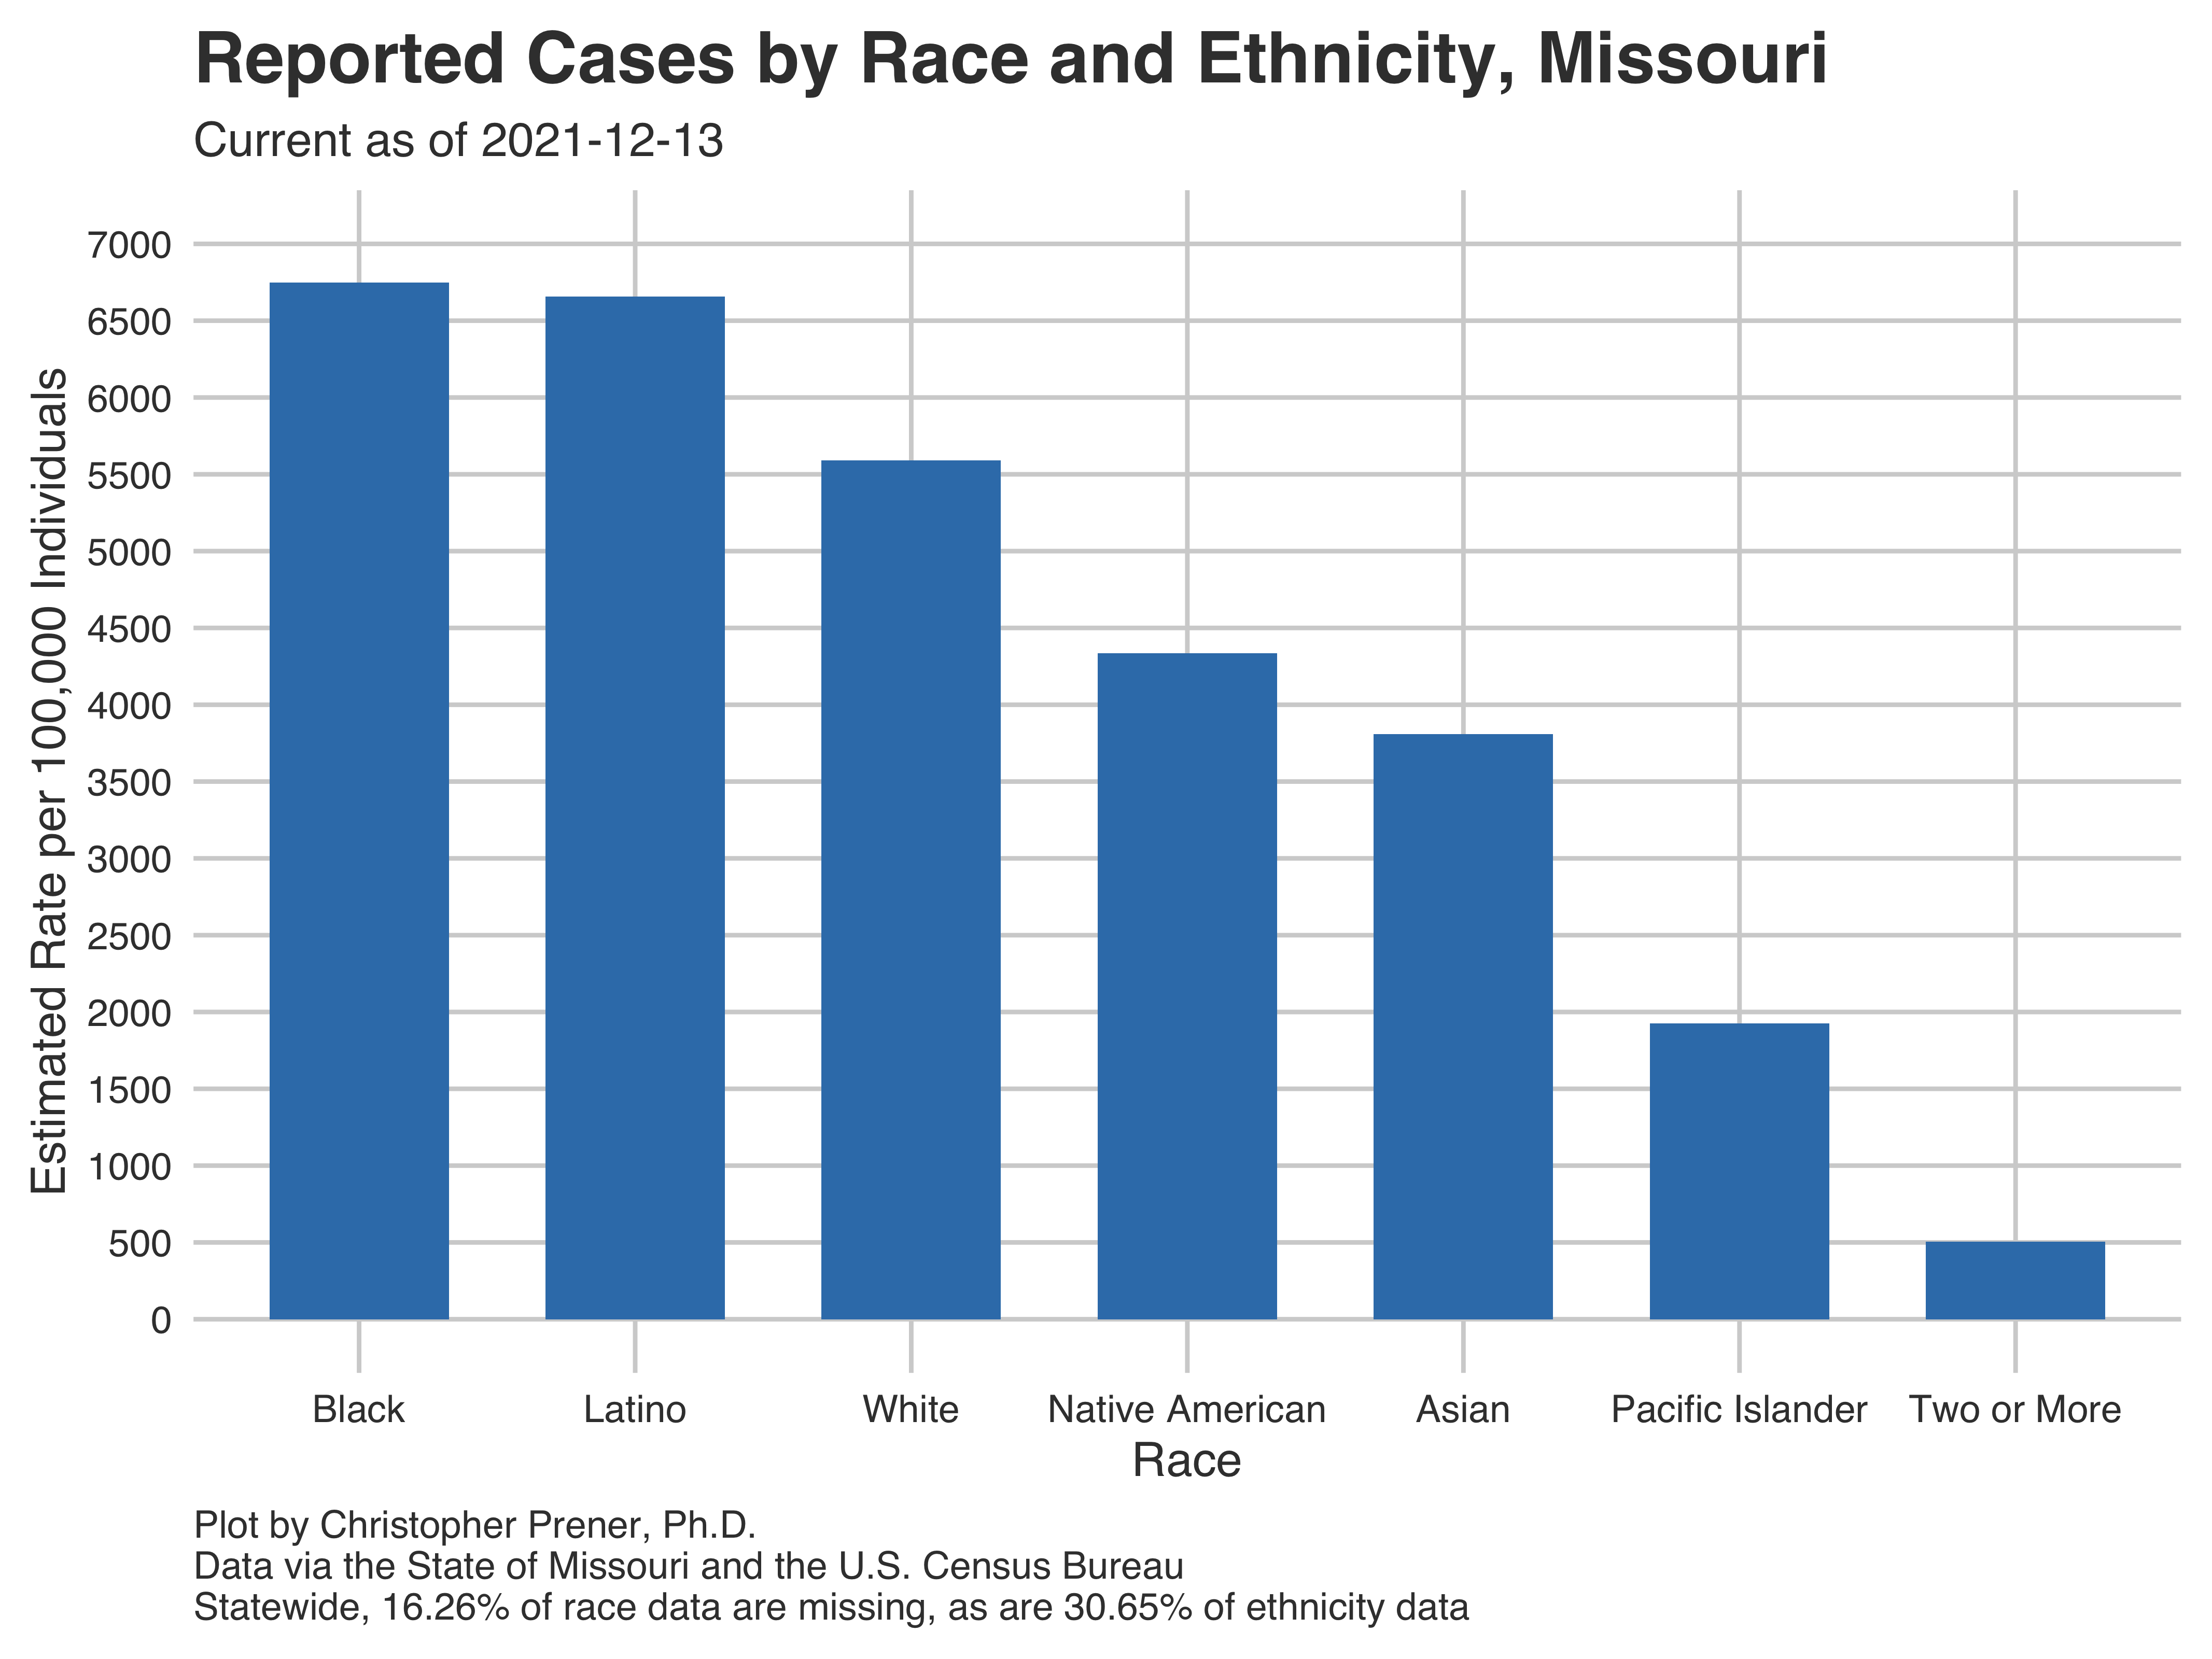 Reported Cases by Race and Ethnicity, Missouri
Current as of 2021-12-13
Estimated Rate per 100,000 Individuals
7000
6500
6000
5500
5000
4500
4000
3500
3000
2500
2000
1500
1000
500
0
Black Latino White Native American Asian Pacific Islander Two or More
Race
Plot by Christopher Prener, Ph.D.
Data via the State of Missouri and the U.S. Census Bureau
Statewide, 16.26% of race data are missing, as are 30.65% of ethnicity data